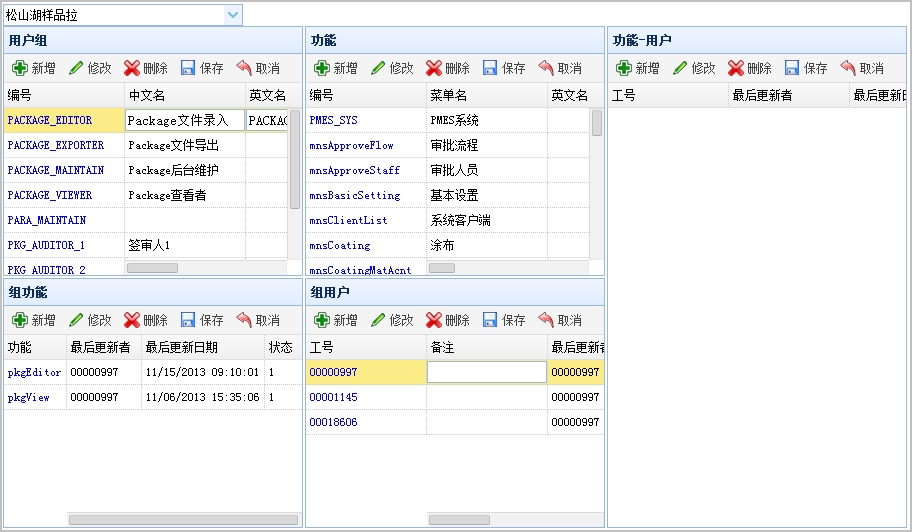 松山湖样品拉
用户组
新增 修改 删除 保存 取消
编号 中文名 英文名
PACKAGE_EDITOR Package文件录入 PACKAG
PACKAGE_EXPORTER Package文件导出
PACKAGE_MAINTAIN Package后台维护
PACKAGE_VIEWER Package查看者
PARA_MAINTAIN
PKG_AUDITOR_1 签审人1
PKG_AUDITOR_2
功能
新增 修改 删除 保存 取消
编号 菜单名 英文名
PMES_SYS PMES系统
mnsApproveFlow 审批流程
mnsApproveStaff 审批人员
mnsBasicSetting 基本设置
mnsClientList 系统客户端
mnsCoating 涂布
mnsCoatingMatAcnt
功能-用户
新增 修改 删除 保存 取消
工号 最后更新者 最后更新日
组功能
新增 修改 删除 保存 取消
功能 最后更新者 最后更新日期 状态
pkgEditor 00000997 11/15/2013 09:10:01 1
pkgView 00000997 11/06/2013 15:35:06 1
组用户
新增 修改 删除 保存 取消
工号 备注 最后更新者
00000997 00000997
00001145 00000997
00018606 00000997